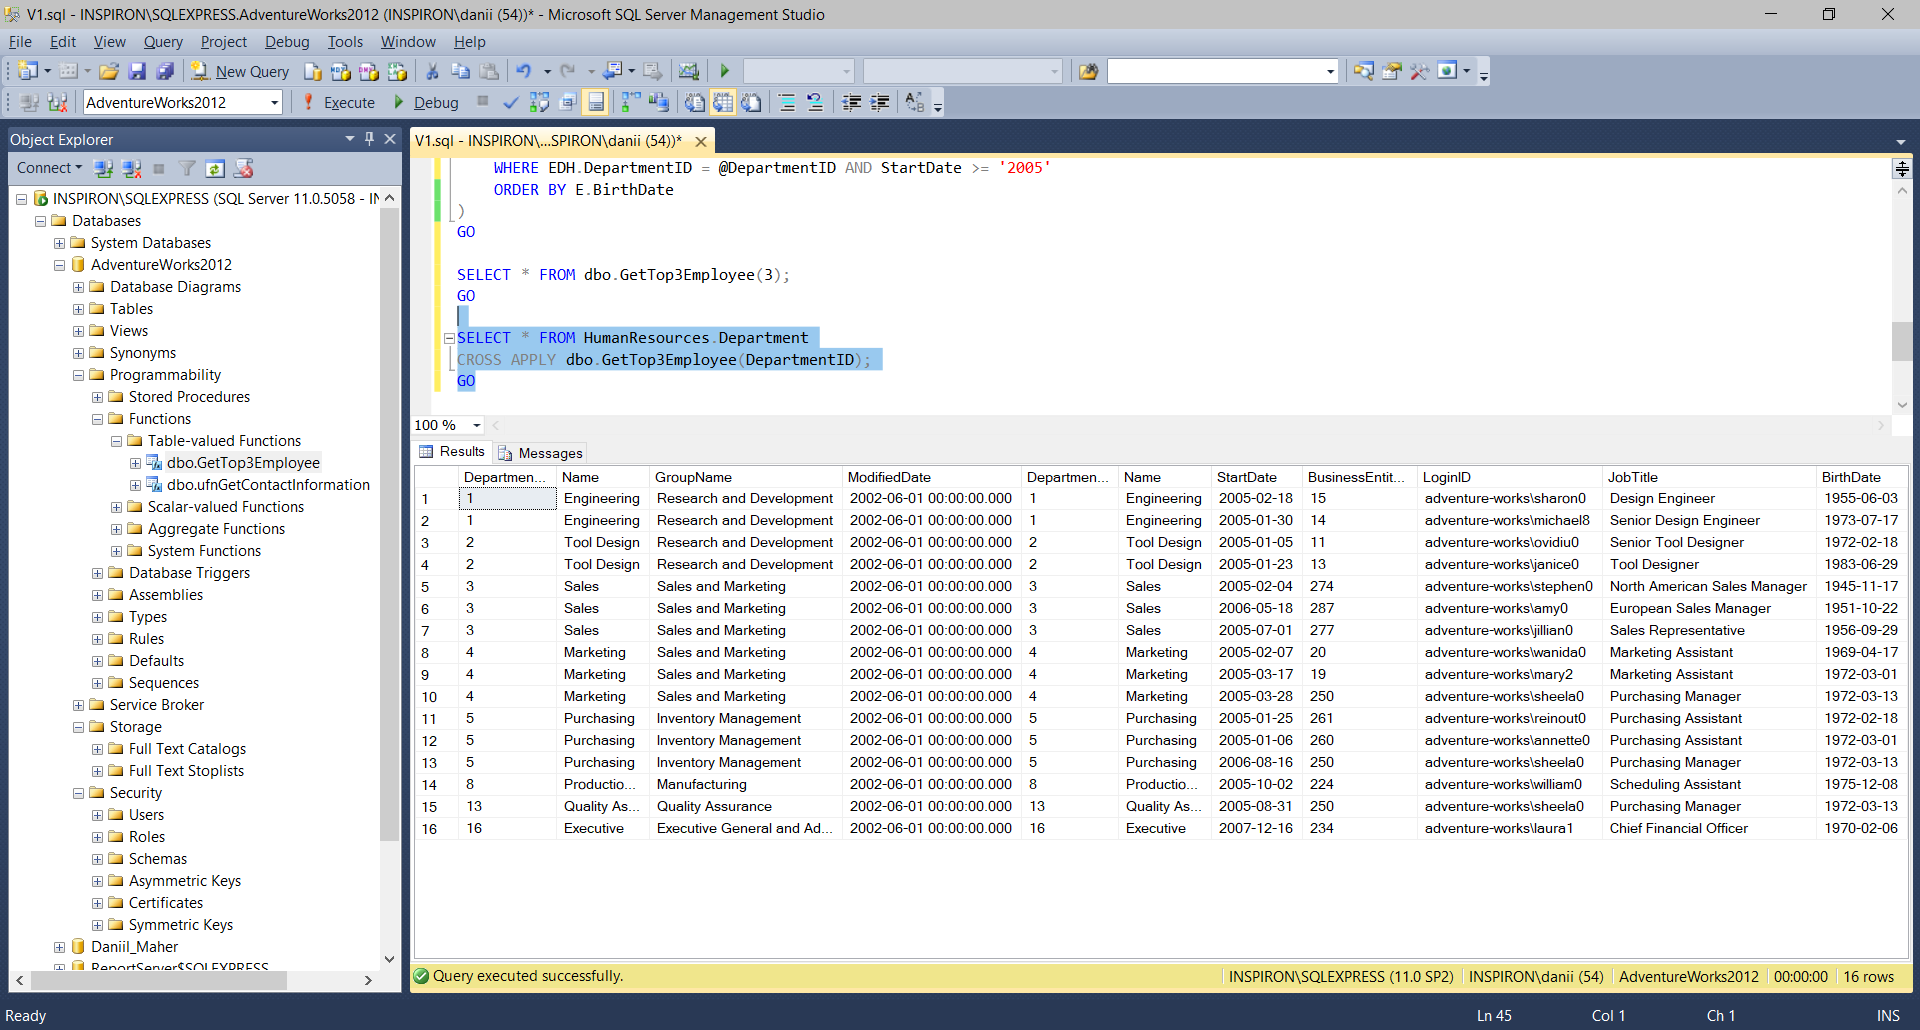 V1.sql - INSPIRON\SQLEXPRESS.AdventureWorks2012 (INSPIRON\danii (54))* - Microsoft SQL Server Management Studio
File Edit View Query Project Debug Tools Window Help
New Query
AdventureWorks2012 Execute Debug
Object Explorer
Connect
INSPIRON\SQLEXPRESS (SQL Server 11.0.5058 - IN
Databases
System Databases
AdventureWorks2012
Database Diagrams
Tables
Views
Synonyms
Programmability
Stored Procedures
Functions
Table-valued Functions
dbo.GetTop3Employee
dbo.ufnGetContactInformation
Scalar-valued Functions
Aggregate Functions
System Functions
Database Triggers
Assemblies
Types
Rules
Defaults
Sequences
Service Broker
Storage
Full Text Catalogs
Full Text Stoplists
Security
Users
Roles
Schemas
Asymmetric Keys
Certificates
Symmetric Keys
Daniil_Maher
ReportServer$SQLEXPRESS
V1.sql - INSPIRON\...SPIRON\danii (54))*
WHERE EDH.DepartmentID = @DepartmentID AND StartDate >= '2005'
ORDER BY E.BirthDate
)
GO
SELECT * FROM dbo.GetTop3Employee(3);
GO
SELECT * FROM HumanResources.Department
CROSS APPLY dbo.GetTop3Employee(DepartmentID);
GO
100 %
Results Messages
Departmen... Name GroupName ModifiedDate Departmen... Name StartDate BusinessEntit... LoginID JobTitle BirthDate
1 1 Engineering Research and Development 2002-06-01 00:00:00.000 1 Engineering 2005-02-18 15 adventure-works\sharon0 Design Engineer 1955-06-03
2 1 Engineering Research and Development 2002-06-01 00:00:00.000 1 Engineering 2005-01-30 14 adventure-works\michael8 Senior Design Engineer 1973-07-17
3 2 Tool Design Research and Development 2002-06-01 00:00:00.000 2 Tool Design 2005-01-05 11 adventure-works\ovidiu0 Senior Tool Designer 1972-02-18
4 2 Tool Design Research and Development 2002-06-01 00:00:00.000 2 Tool Design 2005-01-23 13 adventure-works\janice0 Tool Designer 1983-06-29
5 3 Sales Sales and Marketing 2002-06-01 00:00:00.000 3 Sales 2005-02-04 274 adventure-works\stephen0 North American Sales Manager 1945-11-17
6 3 Sales Sales and Marketing 2002-06-01 00:00:00.000 3 Sales 2006-05-18 287 adventure-works\amy0 European Sales Manager 1951-10-22
7 3 Sales Sales and Marketing 2002-06-01 00:00:00.000 3 Sales 2005-07-01 277 adventure-works\jillian0 Sales Representative 1956-09-29
8 4 Marketing Sales and Marketing 2002-06-01 00:00:00.000 4 Marketing 2005-02-07 20 adventure-works\wanida0 Marketing Assistant 1969-04-17
9 4 Marketing Sales and Marketing 2002-06-01 00:00:00.000 4 Marketing 2005-03-17 19 adventure-works\mary2 Marketing Assistant 1972-03-01
10 4 Marketing Sales and Marketing 2002-06-01 00:00:00.000 4 Marketing 2005-03-28 250 adventure-works\sheela0 Purchasing Manager 1972-03-13
11 5 Purchasing Inventory Management 2002-06-01 00:00:00.000 5 Purchasing 2005-01-25 261 adventure-works\reinout0 Purchasing Assistant 1972-02-18
12 5 Purchasing Inventory Management 2002-06-01 00:00:00.000 5 Purchasing 2005-01-06 260 adventure-works\annette0 Purchasing Assistant 1972-03-01
13 5 Purchasing Inventory Management 2002-06-01 00:00:00.000 5 Purchasing 2006-08-16 250 adventure-works\sheela0 Purchasing Manager 1972-03-13
14 8 Productio... Manufacturing 2002-06-01 00:00:00.000 8 Productio... 2005-10-02 224 adventure-works\william0 Scheduling Assistant 1975-12-08
15 13 Quality As... Quality Assurance 2002-06-01 00:00:00.000 13 Quality As... 2005-08-31 250 adventure-works\sheela0 Purchasing Manager 1972-03-13
16 16 Executive Executive General and Ad... 2002-06-01 00:00:00.000 16 Executive 2007-12-16 234 adventure-works\laura1 Chief Financial Officer 1970-02-06
Query executed successfully. INSPIRON\SQLEXPRESS (11.0 SP2) INSPIRON\danii (54) AdventureWorks2012 00:00:00 16 rows
Ready Ln 45 Col 1 Ch 1 INS